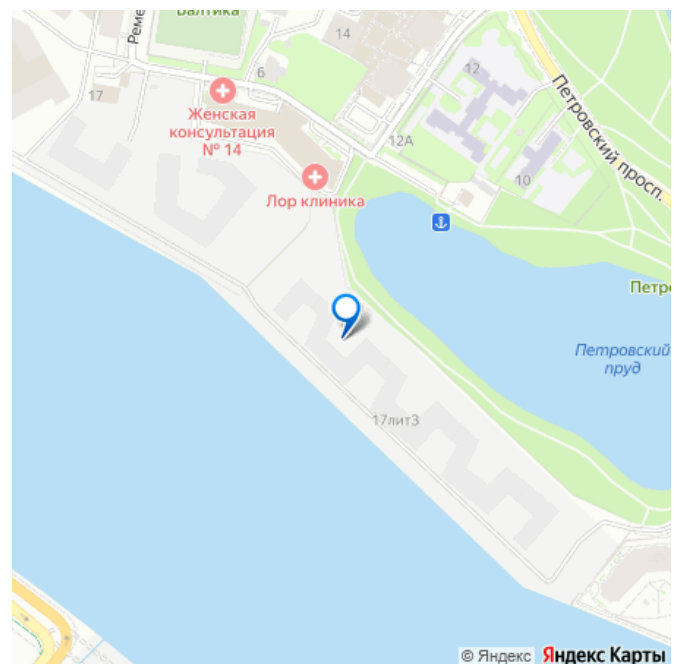 Балтика
Реме
14
6
12
17
Женская
консультация
№ 14
12А
Петровский просп.
10
Лор клиника
Петро
Петровский
пруд
17лит3
© Яндекс Яндекс Карты